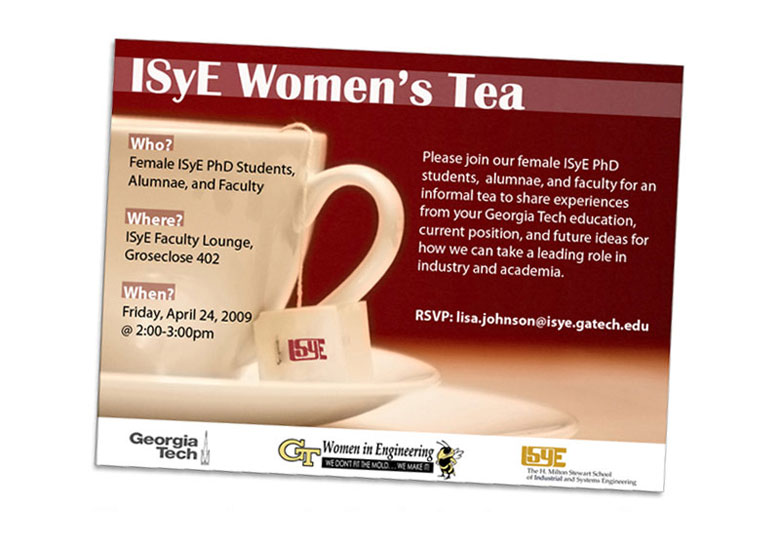 ISyE Women's Tea
Who?
Female ISyE PhD Students,
Alumnae, and Faculty
Where?
ISyE Faculty Lounge,
Groseclose 402
When?
Friday, April 24, 2009
@ 2:00-3:00pm
Please join our female ISyE PhD
students, alumnae, and faculty for an
informal tea to share experiences
from your Georgia Tech education,
current position, and future ideas for
how we can take a leading role in
industry and academia.
RSVP: lisa.johnson@isye.gatech.edu
ISyE
Georgia
Tech
GT
Women in Engineering
WE DON'T FIT THE MOLD. . . WE MAKE IT!
ISyE
The H. Milton Stewart School
of Industrial and Systems Engineering